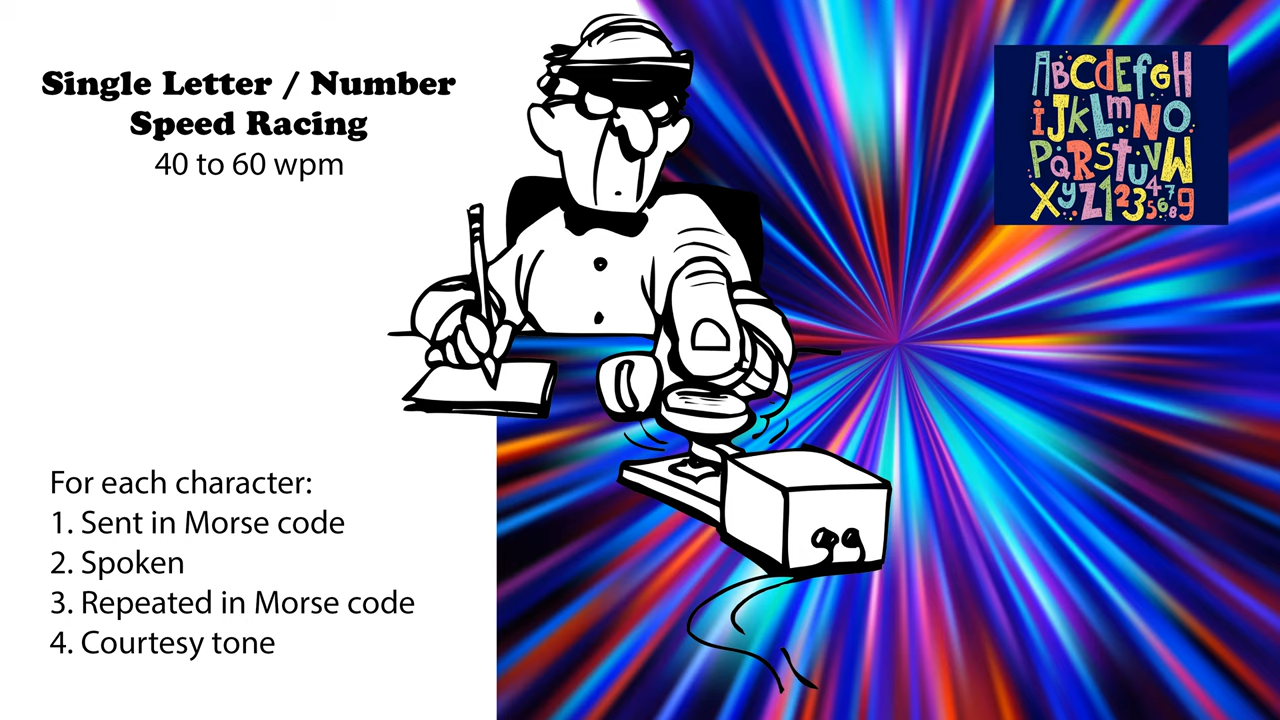 Single Letter / Number
Speed Racing
40 to 60 wpm
ABCdEfGH
iJkLmNO
PQRSTUVW
XyZ123456789
For each character:
1. Sent in Morse code
2. Spoken
3. Repeated in Morse code
4. Courtesy tone